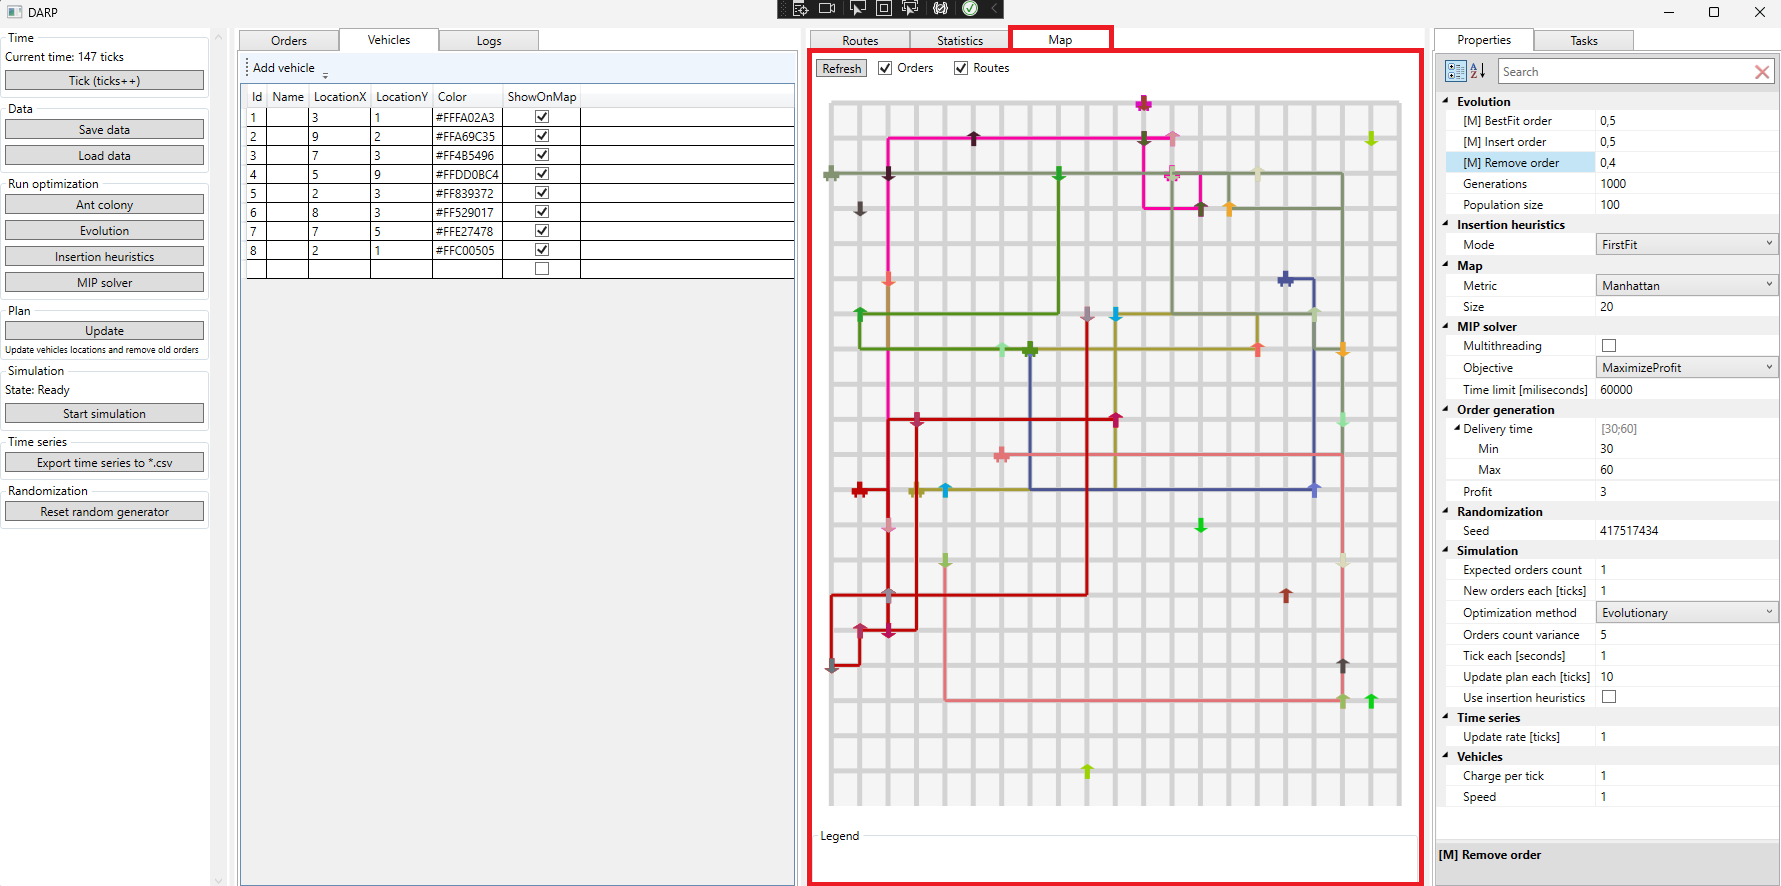 DARP
Time
Current time: 147 ticks
Tick (ticks++)
Data
Save data
Load data
Run optimization
Ant colony
Evolution
Insertion heuristics
MIP solver
Plan
Update
Update vehicles locations and remove old orders
Simulation
State: Ready
Start simulation
Time series
Export time series to *.csv
Randomization
Reset random generator
Orders Vehicles Logs
Add vehicle
Id Name LocationX LocationY Color ShowOnMap
1 3 1 #FFFA02A3
2 9 2 #FFA69C35
3 7 3 #FF4B5496
4 5 9 #FFDD0BC4
5 2 3 #FF839372
6 8 3 #FF529017
7 7 5 #FFE27478
8 2 1 #FFC00505
Routes Statistics Map
Refresh Orders Routes
Legend
Properties Tasks
Search
Evolution
[M] BestFit order 0,5
[M] Insert order 0,5
[M] Remove order 0,4
Generations 1000
Population size 100
Insertion heuristics
Mode FirstFit
Map
Metric Manhattan
Size 20
MIP solver
Multithreading
Objective MaximizeProfit
Time limit [miliseconds] 60000
Order generation
Delivery time [30;60]
Min 30
Max 60
Profit 3
Randomization
Seed 417517434
Simulation
Expected orders count 1
New orders each [ticks] 1
Optimization method Evolutionary
Orders count variance 5
Tick each [seconds] 1
Update plan each [ticks] 10
Use insertion heuristics
Time series
Update rate [ticks] 1
Vehicles
Charge per tick 1
Speed 1
[M] Remove order